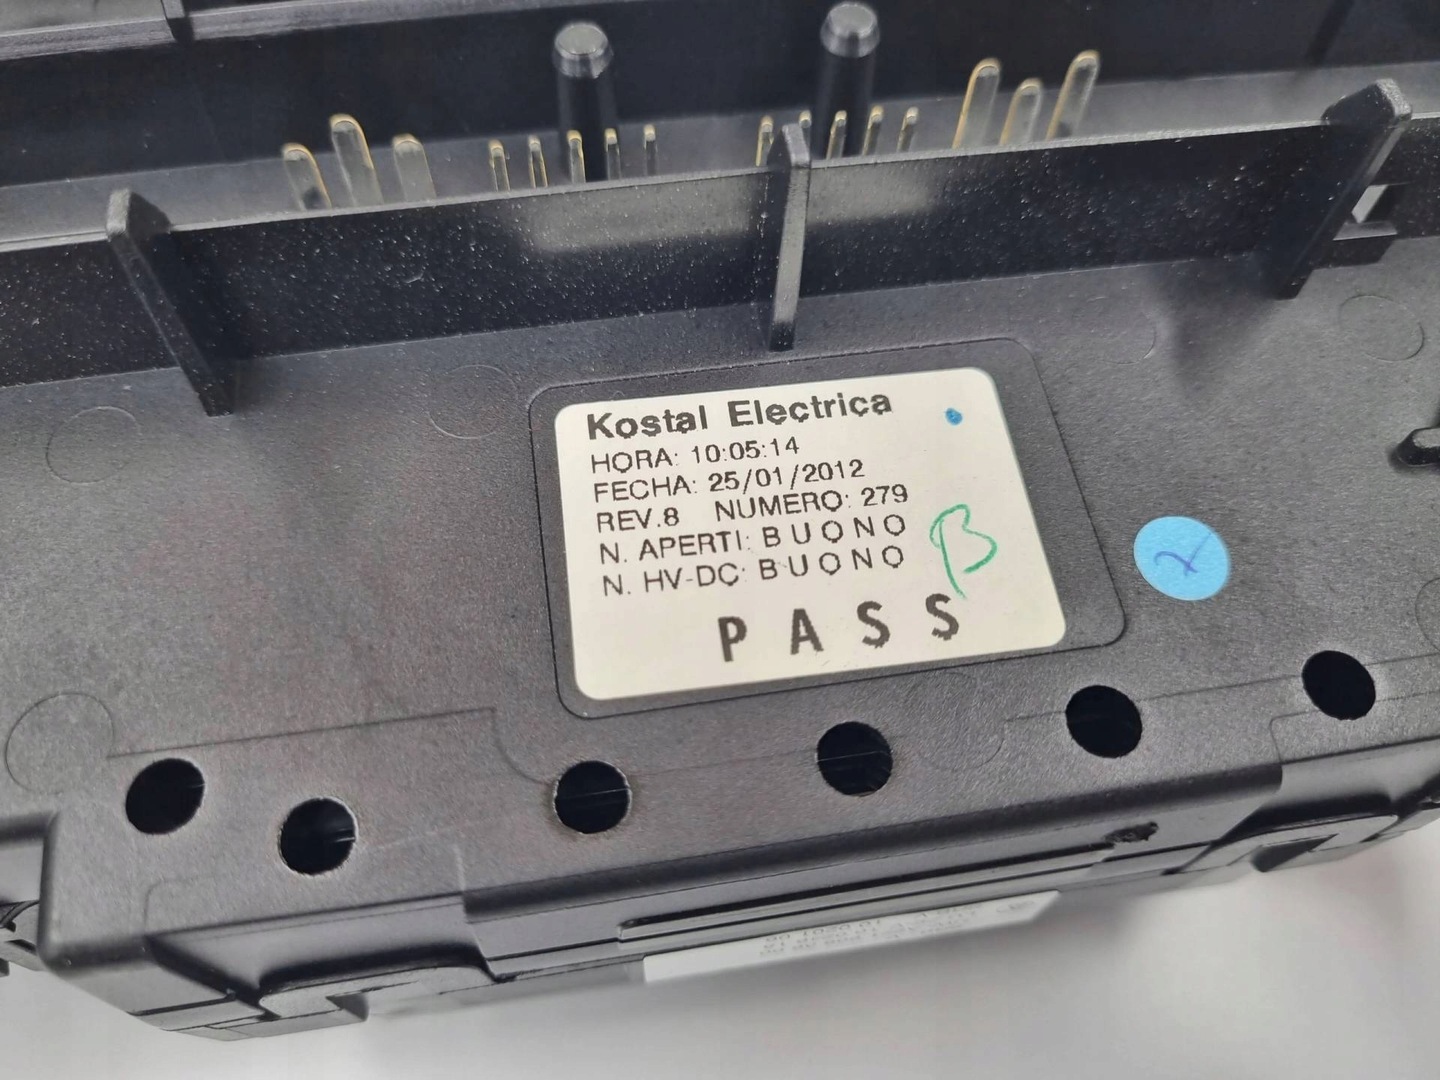 Kostal Electrica
HORA: 10:05:14
FECHA: 25/01/2012
REV.8 NUMERO: 279
N. APERTI: B U O N O
N. HV-DC: B U O N O
P A S S